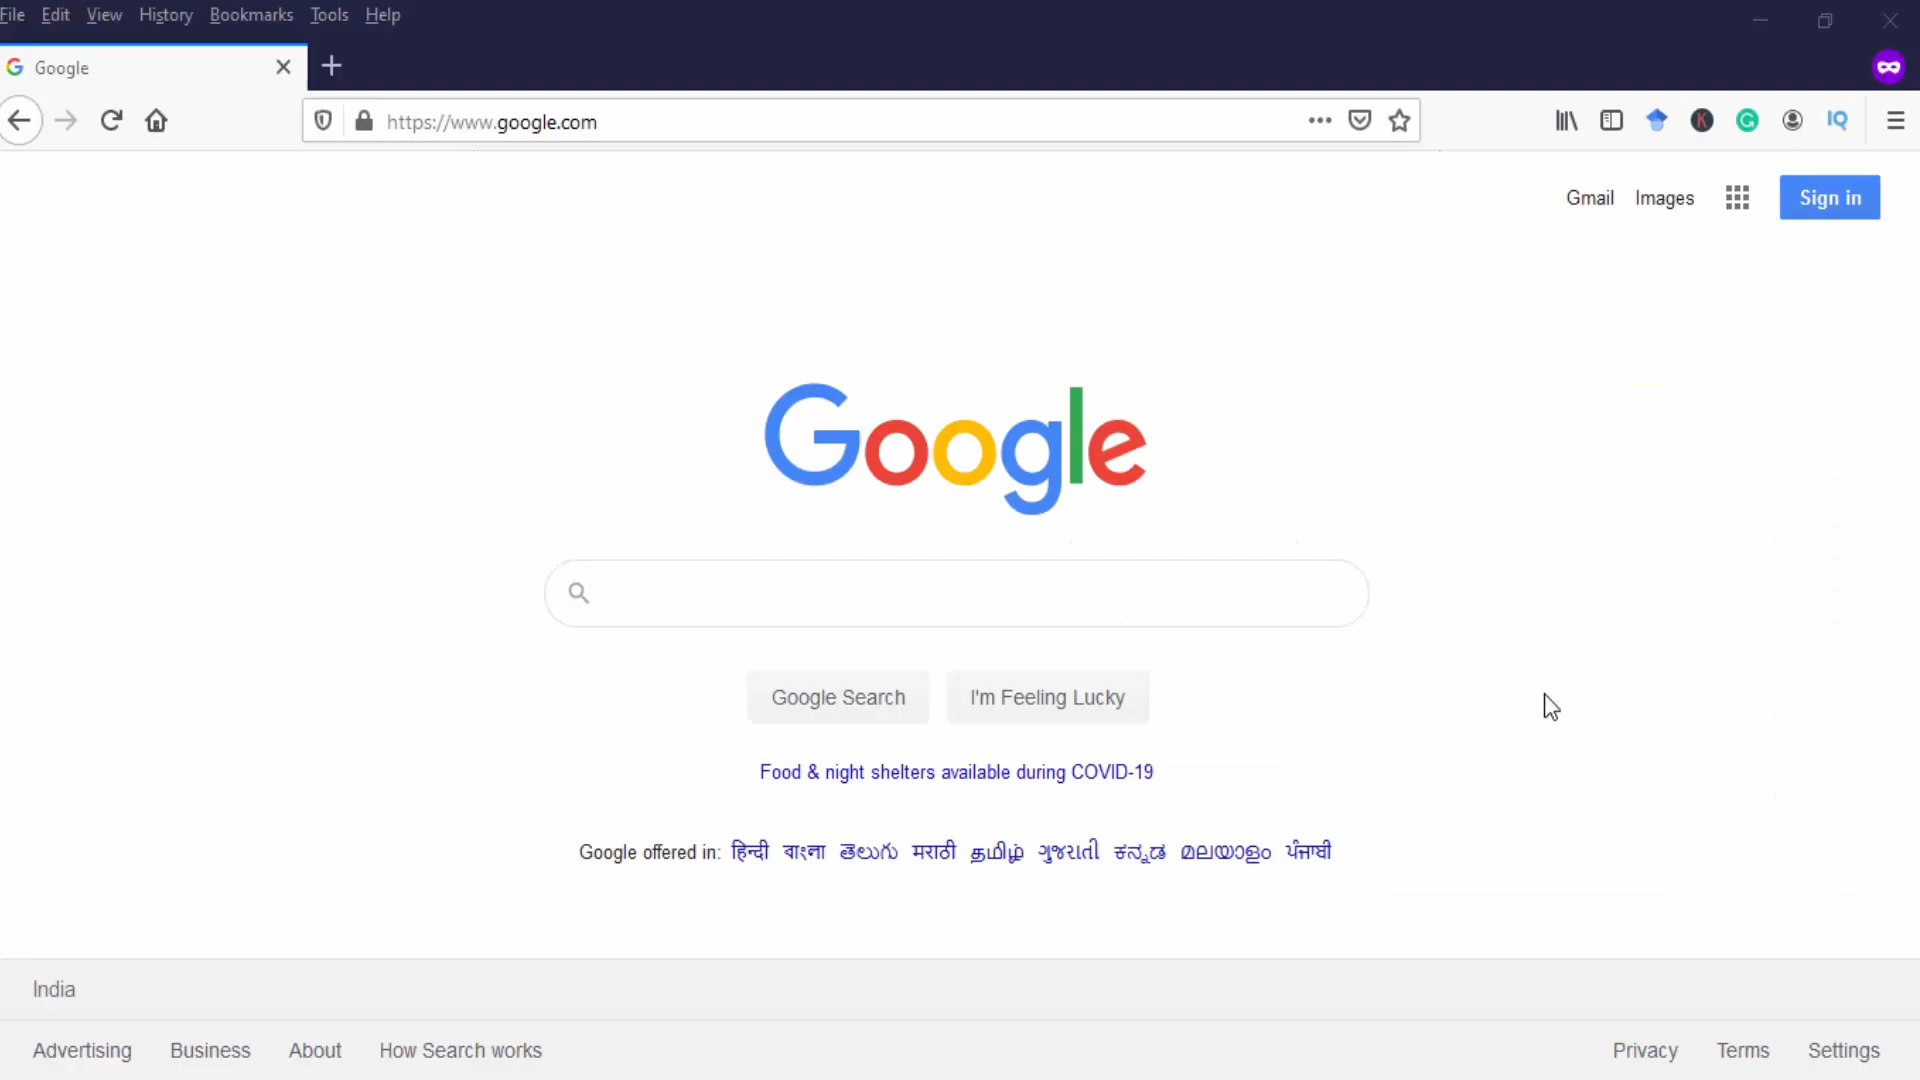 File Edit View History Bookmarks Tools Help
Google
https://www.google.com
IQ
Gmail Images Sign in
Google
Google Search I'm Feeling Lucky
Food & night shelters available during COVID-19
Google offered in: हिन्दी বাংলা తెలుగు मराठी தமிழ் ગુજરાતી ಕನ್ನಡ മലയാളം ਪੰਜਾਬੀ
India
Advertising Business About How Search works Privacy Terms Settings